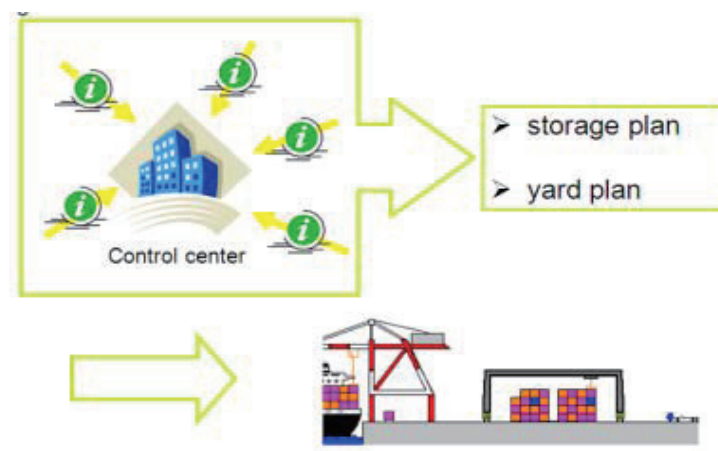 i
i
i
i
i
Control center
➢ storage plan
➢ yard plan